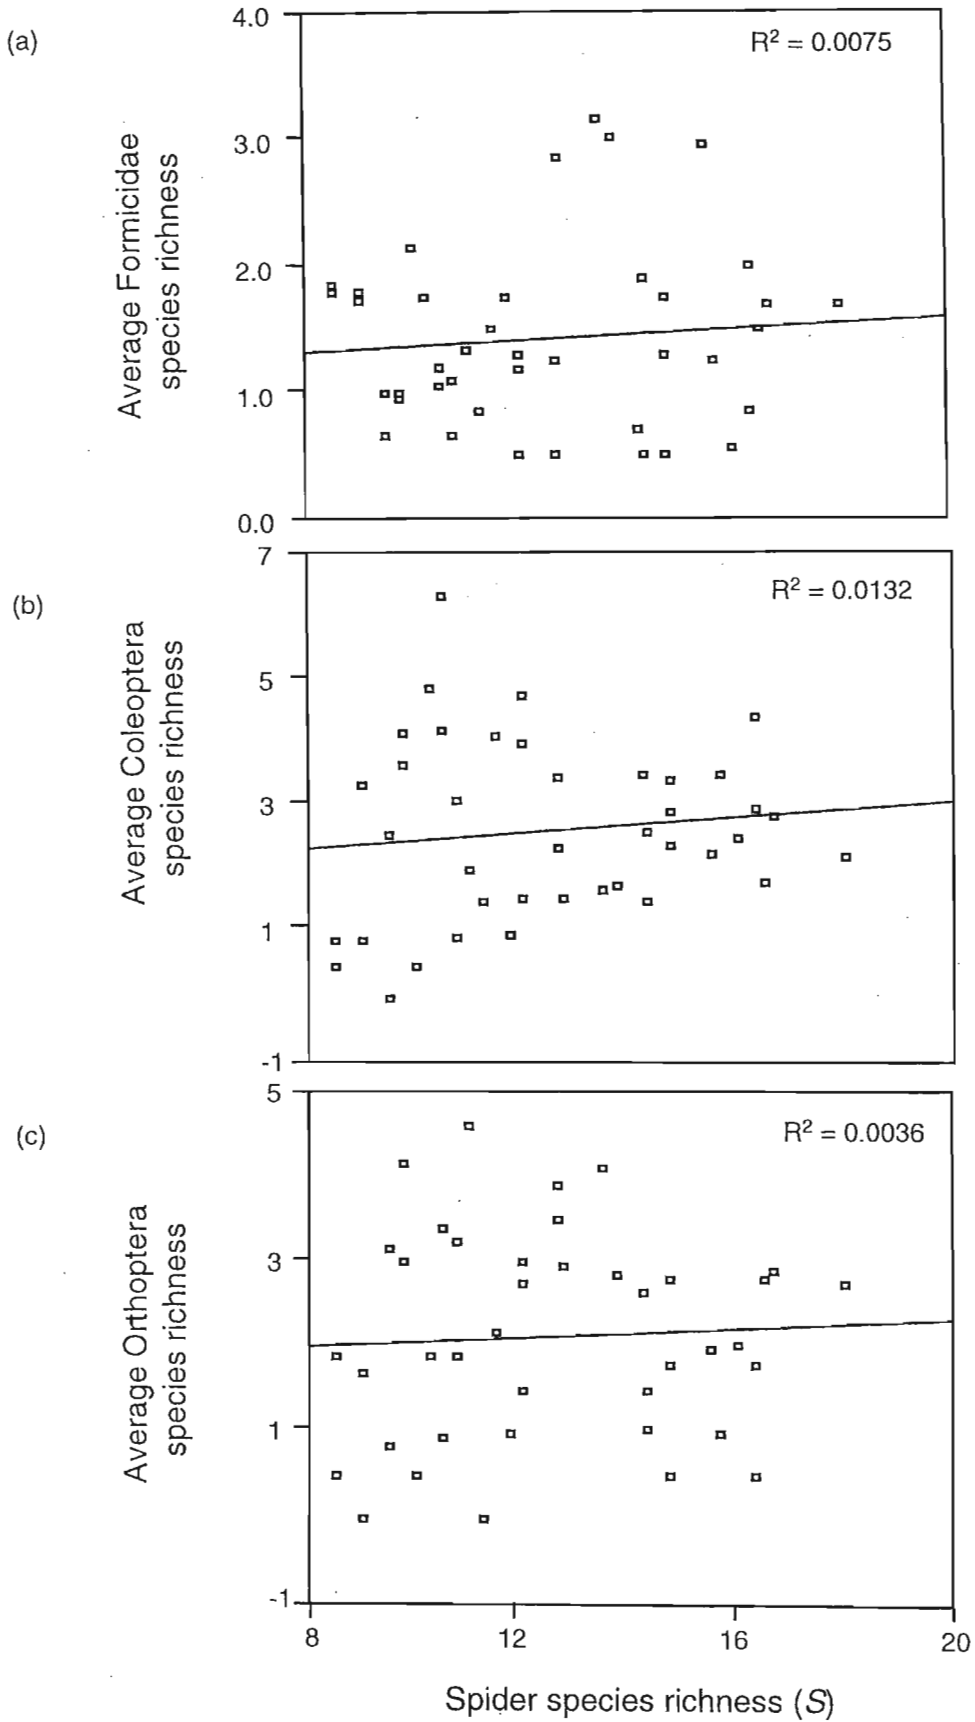 (a)
Average Formicidae
species richness
4.0
3.0
2.0
1.0
0.0
R² = 0.0075
(b)
Average Coleoptera
species richness
7
5
3
1
-1
R² = 0.0132
(c)
Average Orthoptera
species richness
5
3
1
-1
R² = 0.0036
8 12 16 20
Spider species richness (S)